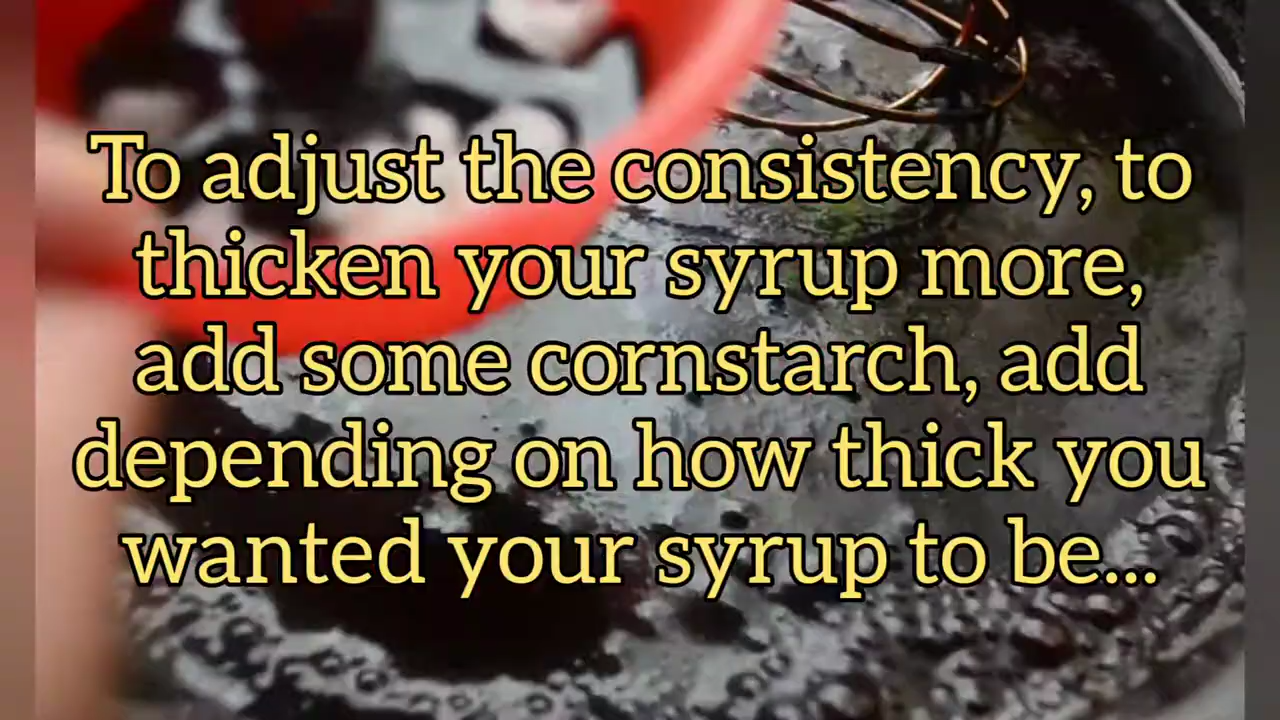 To adjust the consistency, to
thicken your syrup more,
add some cornstarch, add
depending on how thick you
wanted your syrup to be...